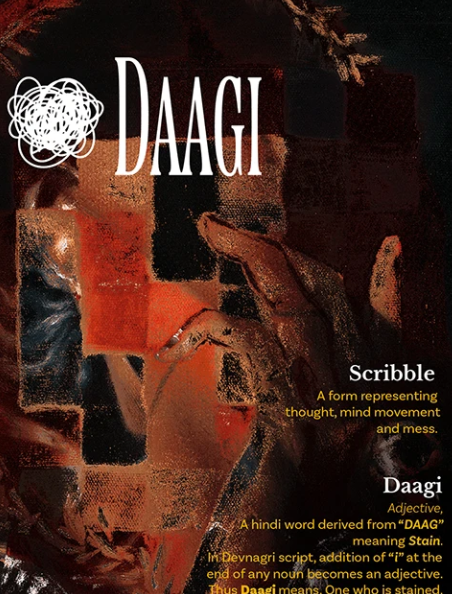 DAAGI
Scribble
A form representing
thought, mind movement
and mess.
Daagi
Adjective,
A hindi word derived from “DAAG”
meaning Stain.
In Devnagri script, addition of “i” at the
end of any noun becomes an adjective.
Thus Daagi means, One who is stained.